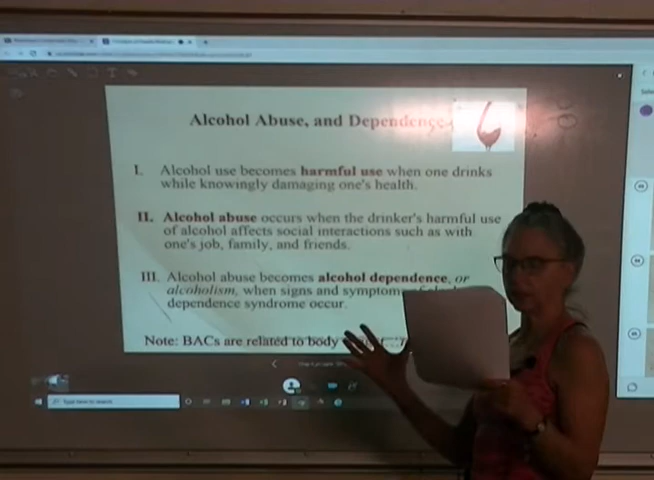 Alcohol Abuse, and Dependence
I. Alcohol use becomes harmful use when one drinks
while knowingly damaging one's health.
II. Alcohol abuse occurs when the drinker's harmful use
of alcohol affects social interactions such as with
one's job, family, and friends.
III. Alcohol abuse becomes alcohol dependence, or
alcoholism, when signs and symptoms of
dependence syndrome occur.
Note: BACs are related to body
Type here to search